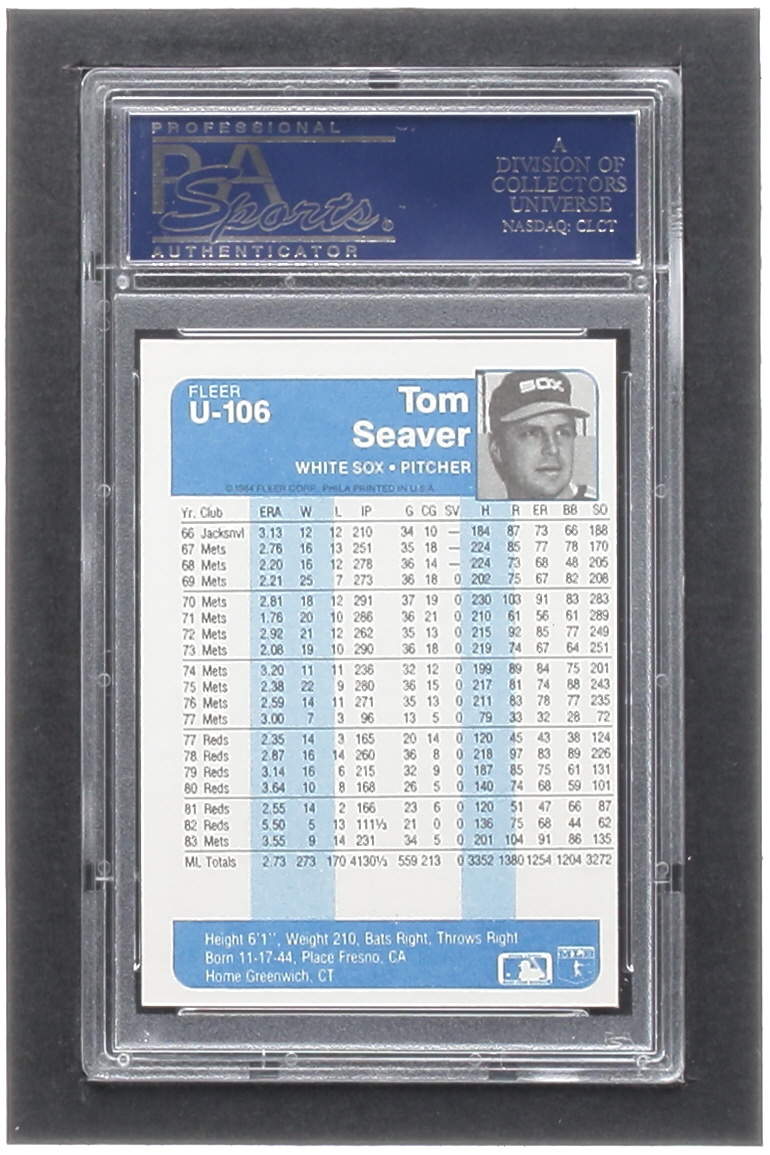 PROFESSIONAL
PSA
Sports
AUTHENTICATOR
A
DIVISION OF
COLLECTORS
UNIVERSE
NASDAQ: CLCT
FLEER
U-106
Tom
Seaver
WHITE SOX • PITCHER
© 1984 FLEER CORP. PHILA PRINTED IN U.S.A.
SOX
Yr. Club ERA W L IP G CG SV H R ER BB SO
66 Jacksnvl 3.13 12 12 210 34 10 — 184 87 73 66 188
67 Mets 2.76 16 13 251 35 18 — 224 85 77 78 170
68 Mets 2.20 16 12 278 36 14 — 224 73 68 48 205
69 Mets 2.21 25 7 273 36 18 0 202 75 67 82 208
70 Mets 2.81 18 12 291 37 19 0 230 103 91 83 283
71 Mets 1.76 20 10 286 36 21 0 210 61 56 61 289
72 Mets 2.92 21 12 262 35 13 0 215 92 85 77 249
73 Mets 2.08 19 10 290 36 18 0 219 74 67 64 251
74 Mets 3.20 11 11 236 32 12 0 199 89 84 75 201
75 Mets 2.38 22 9 280 36 15 0 217 81 74 88 243
76 Mets 2.59 14 11 271 35 13 0 211 83 78 77 235
77 Mets 3.00 7 3 96 13 5 0 79 33 32 28 72
77 Reds 2.35 14 3 165 20 14 0 120 45 43 38 124
78 Reds 2.87 16 14 260 36 8 0 218 97 83 89 226
79 Reds 3.14 16 6 215 32 9 0 187 85 75 61 131
80 Reds 3.64 10 8 168 26 5 0 140 74 68 59 101
81 Reds 2.55 14 2 166 23 6 0 120 51 47 66 87
82 Reds 5.50 5 13 111⅓ 21 0 0 136 75 68 44 62
83 Mets 3.55 9 14 231 34 5 0 201 104 91 86 135
ML Totals 2.73 273 170 4130⅓ 559 213 0 3352 1380 1254 1204 3272
Height 6'1", Weight 210, Bats Right, Throws Right
Born 11-17-44, Place Fresno, CA
Home Greenwich, CT